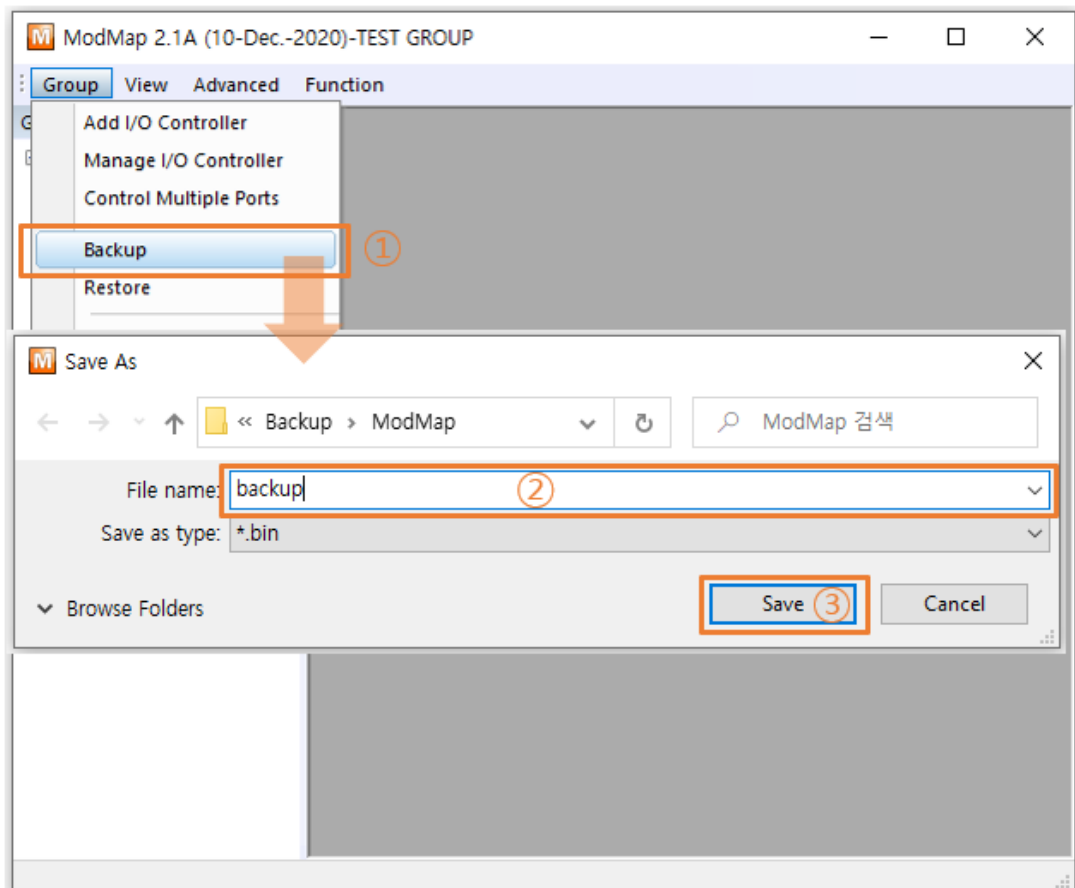 M ModMap 2.1A (10-Dec.-2020)-TEST GROUP
Group View Advanced Function
G
Add I/O Controller
Manage I/O Controller
Control Multiple Ports
Backup ①
Restore
M Save As
« Backup › ModMap ModMap 검색
File name: backup ②
Save as type: *.bin
Browse Folders Save ③ Cancel